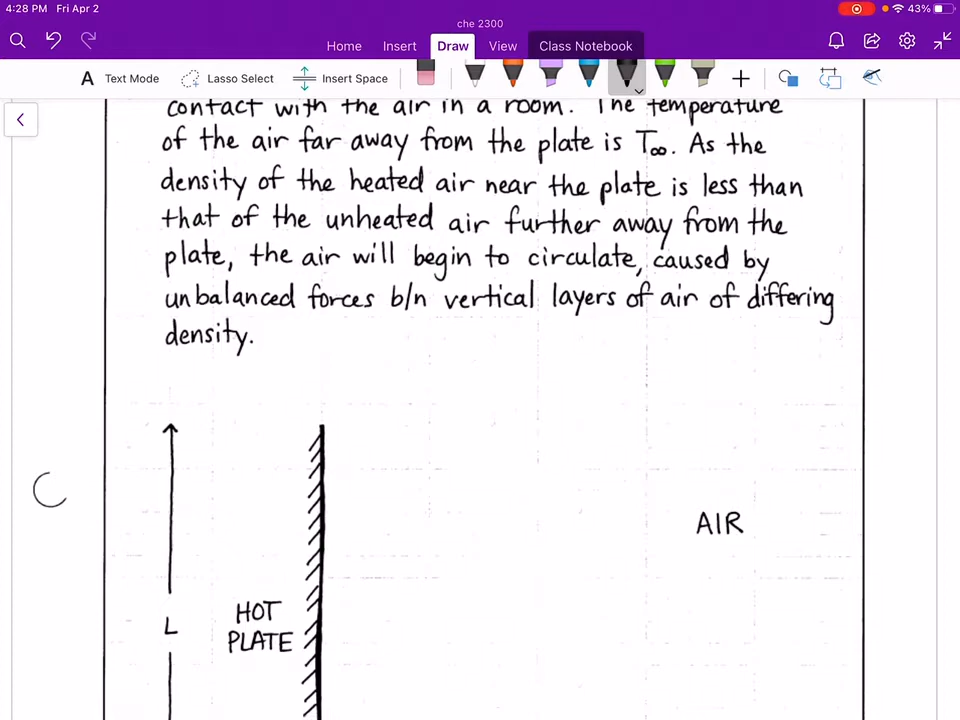 4:28 PM Fri Apr 2
che 2300
43%
Home Insert Draw View Class Notebook
A Text Mode Lasso Select Insert Space
contact with the air in a room. The temperature
of the air far away from the plate is T∞. As the
density of the heated air near the plate is less than
that of the unheated air further away from the
plate, the air will begin to circulate, caused by
unbalanced forces b/n vertical layers of air of differing
density.
AIR
HOT
L
PLATE